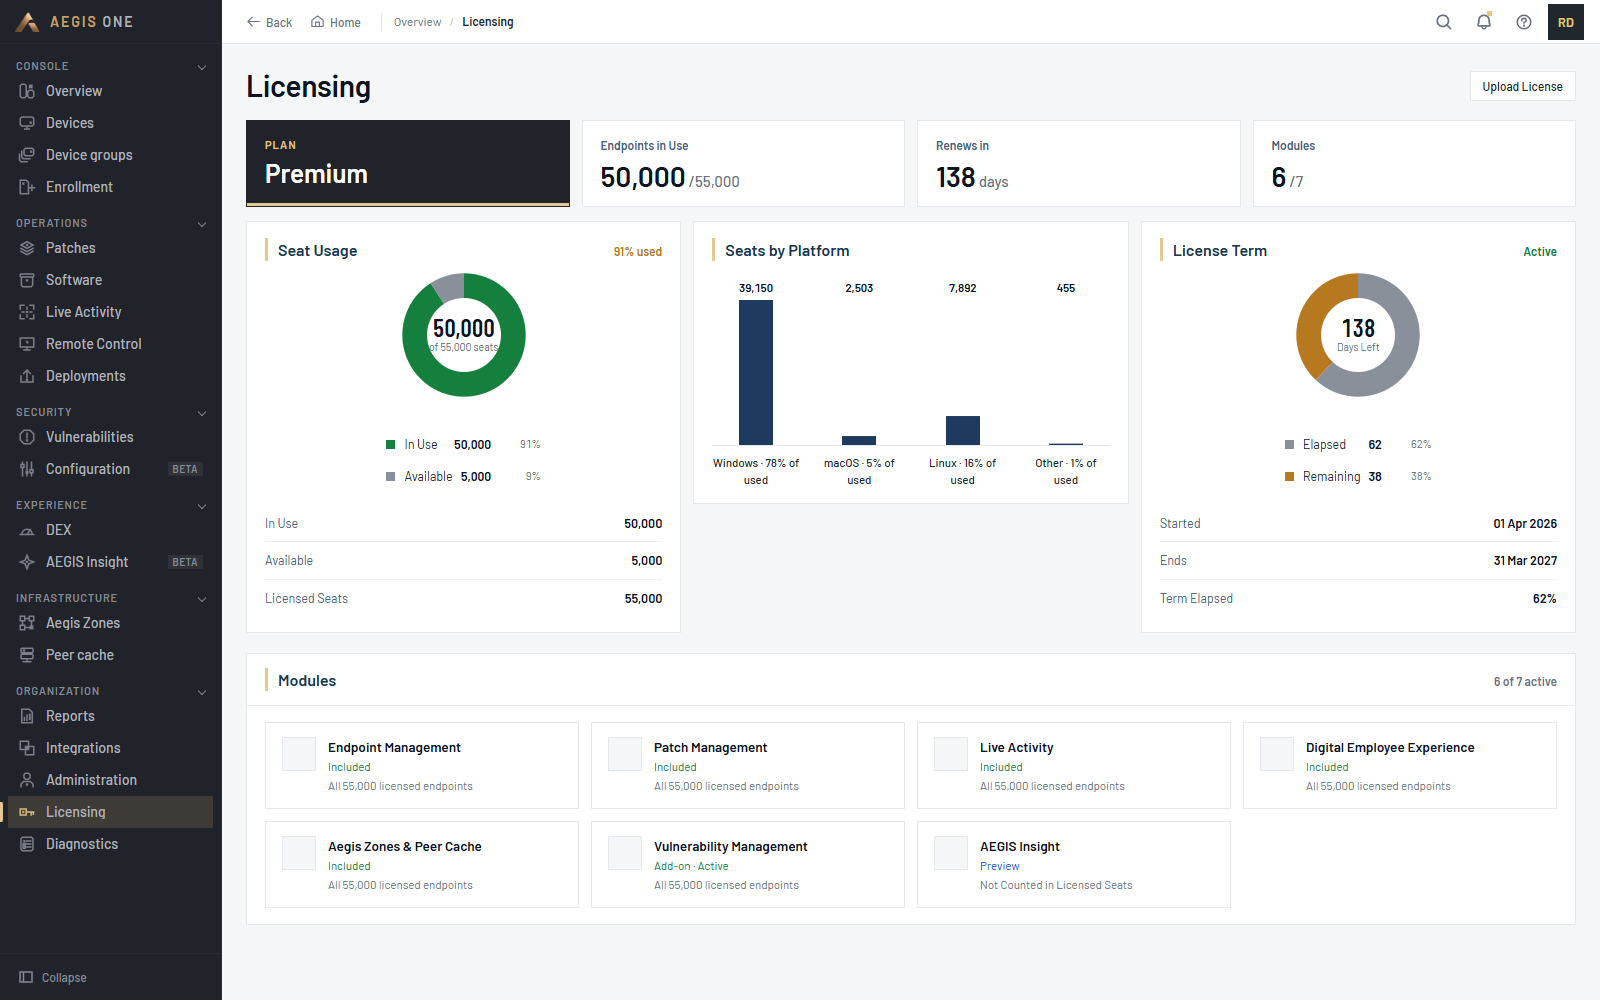 AEGIS ONE
Back
Home
Overview / Licensing
RD
CONSOLE
Overview
Devices
Device groups
Enrollment
OPERATIONS
Patches
Software
Live Activity
Remote Control
Deployments
SECURITY
Vulnerabilities
Configuration BETA
EXPERIENCE
DEX
AEGIS Insight BETA
INFRASTRUCTURE
Aegis Zones
Peer cache
ORGANIZATION
Reports
Integrations
Administration
Licensing
Diagnostics
Collapse
Licensing
Upload License
PLAN
Premium
Endpoints in Use
50,000 /55,000
Renews in
138 days
Modules
6 /7
Seat Usage
91% used
50,000
of 55,000 seats
In Use 50,000 91%
Available 5,000 9%
In Use 50,000
Available 5,000
Licensed Seats 55,000
Seats by Platform
39,150 2,503 7,892 455
Windows · 78% of used
macOS · 5% of used
Linux · 16% of used
Other · 1% of used
License Term
Active
138
Days Left
Elapsed 62 62%
Remaining 38 38%
Started 01 Apr 2026
Ends 31 Mar 2027
Term Elapsed 62%
Modules
6 of 7 active
Endpoint Management
Included
All 55,000 licensed endpoints
Patch Management
Included
All 55,000 licensed endpoints
Live Activity
Included
All 55,000 licensed endpoints
Digital Employee Experience
Included
All 55,000 licensed endpoints
Aegis Zones & Peer Cache
Included
All 55,000 licensed endpoints
Vulnerability Management
Add-on · Active
All 55,000 licensed endpoints
AEGIS Insight
Preview
Not Counted in Licensed Seats